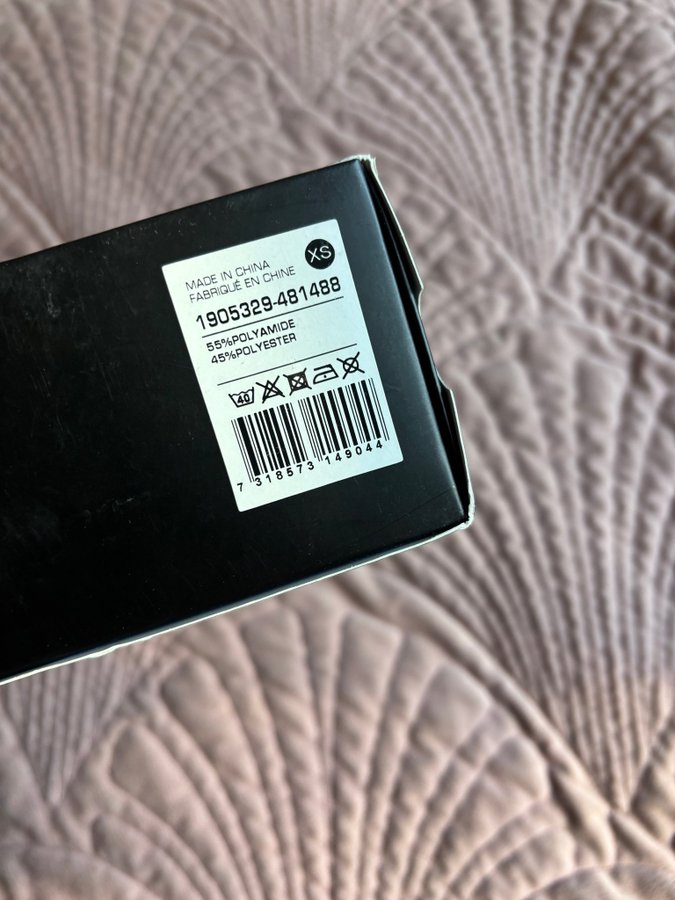 XS
MADE IN CHINA
FABRIQUÉ EN CHINE
1905329-481488
55%POLYAMIDE
45%POLYESTER
40
7 318573 149044